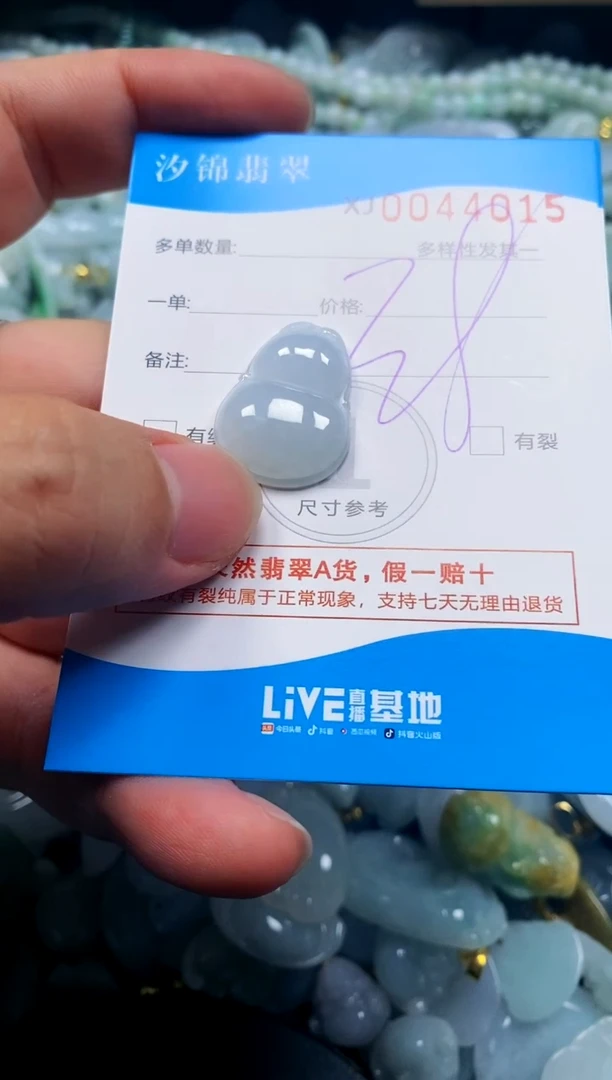 汐锦翡翠
XJ0044015
多单数量:
多样性发其一
一单:
价格:
备注:
有纟
有裂
尺寸参考
然翡翠A货，假一赔十
有裂纯属于正常现象，支持七天无理由退货
LiVE直播基地
今日头条 抖音 西瓜视频 抖音火山版